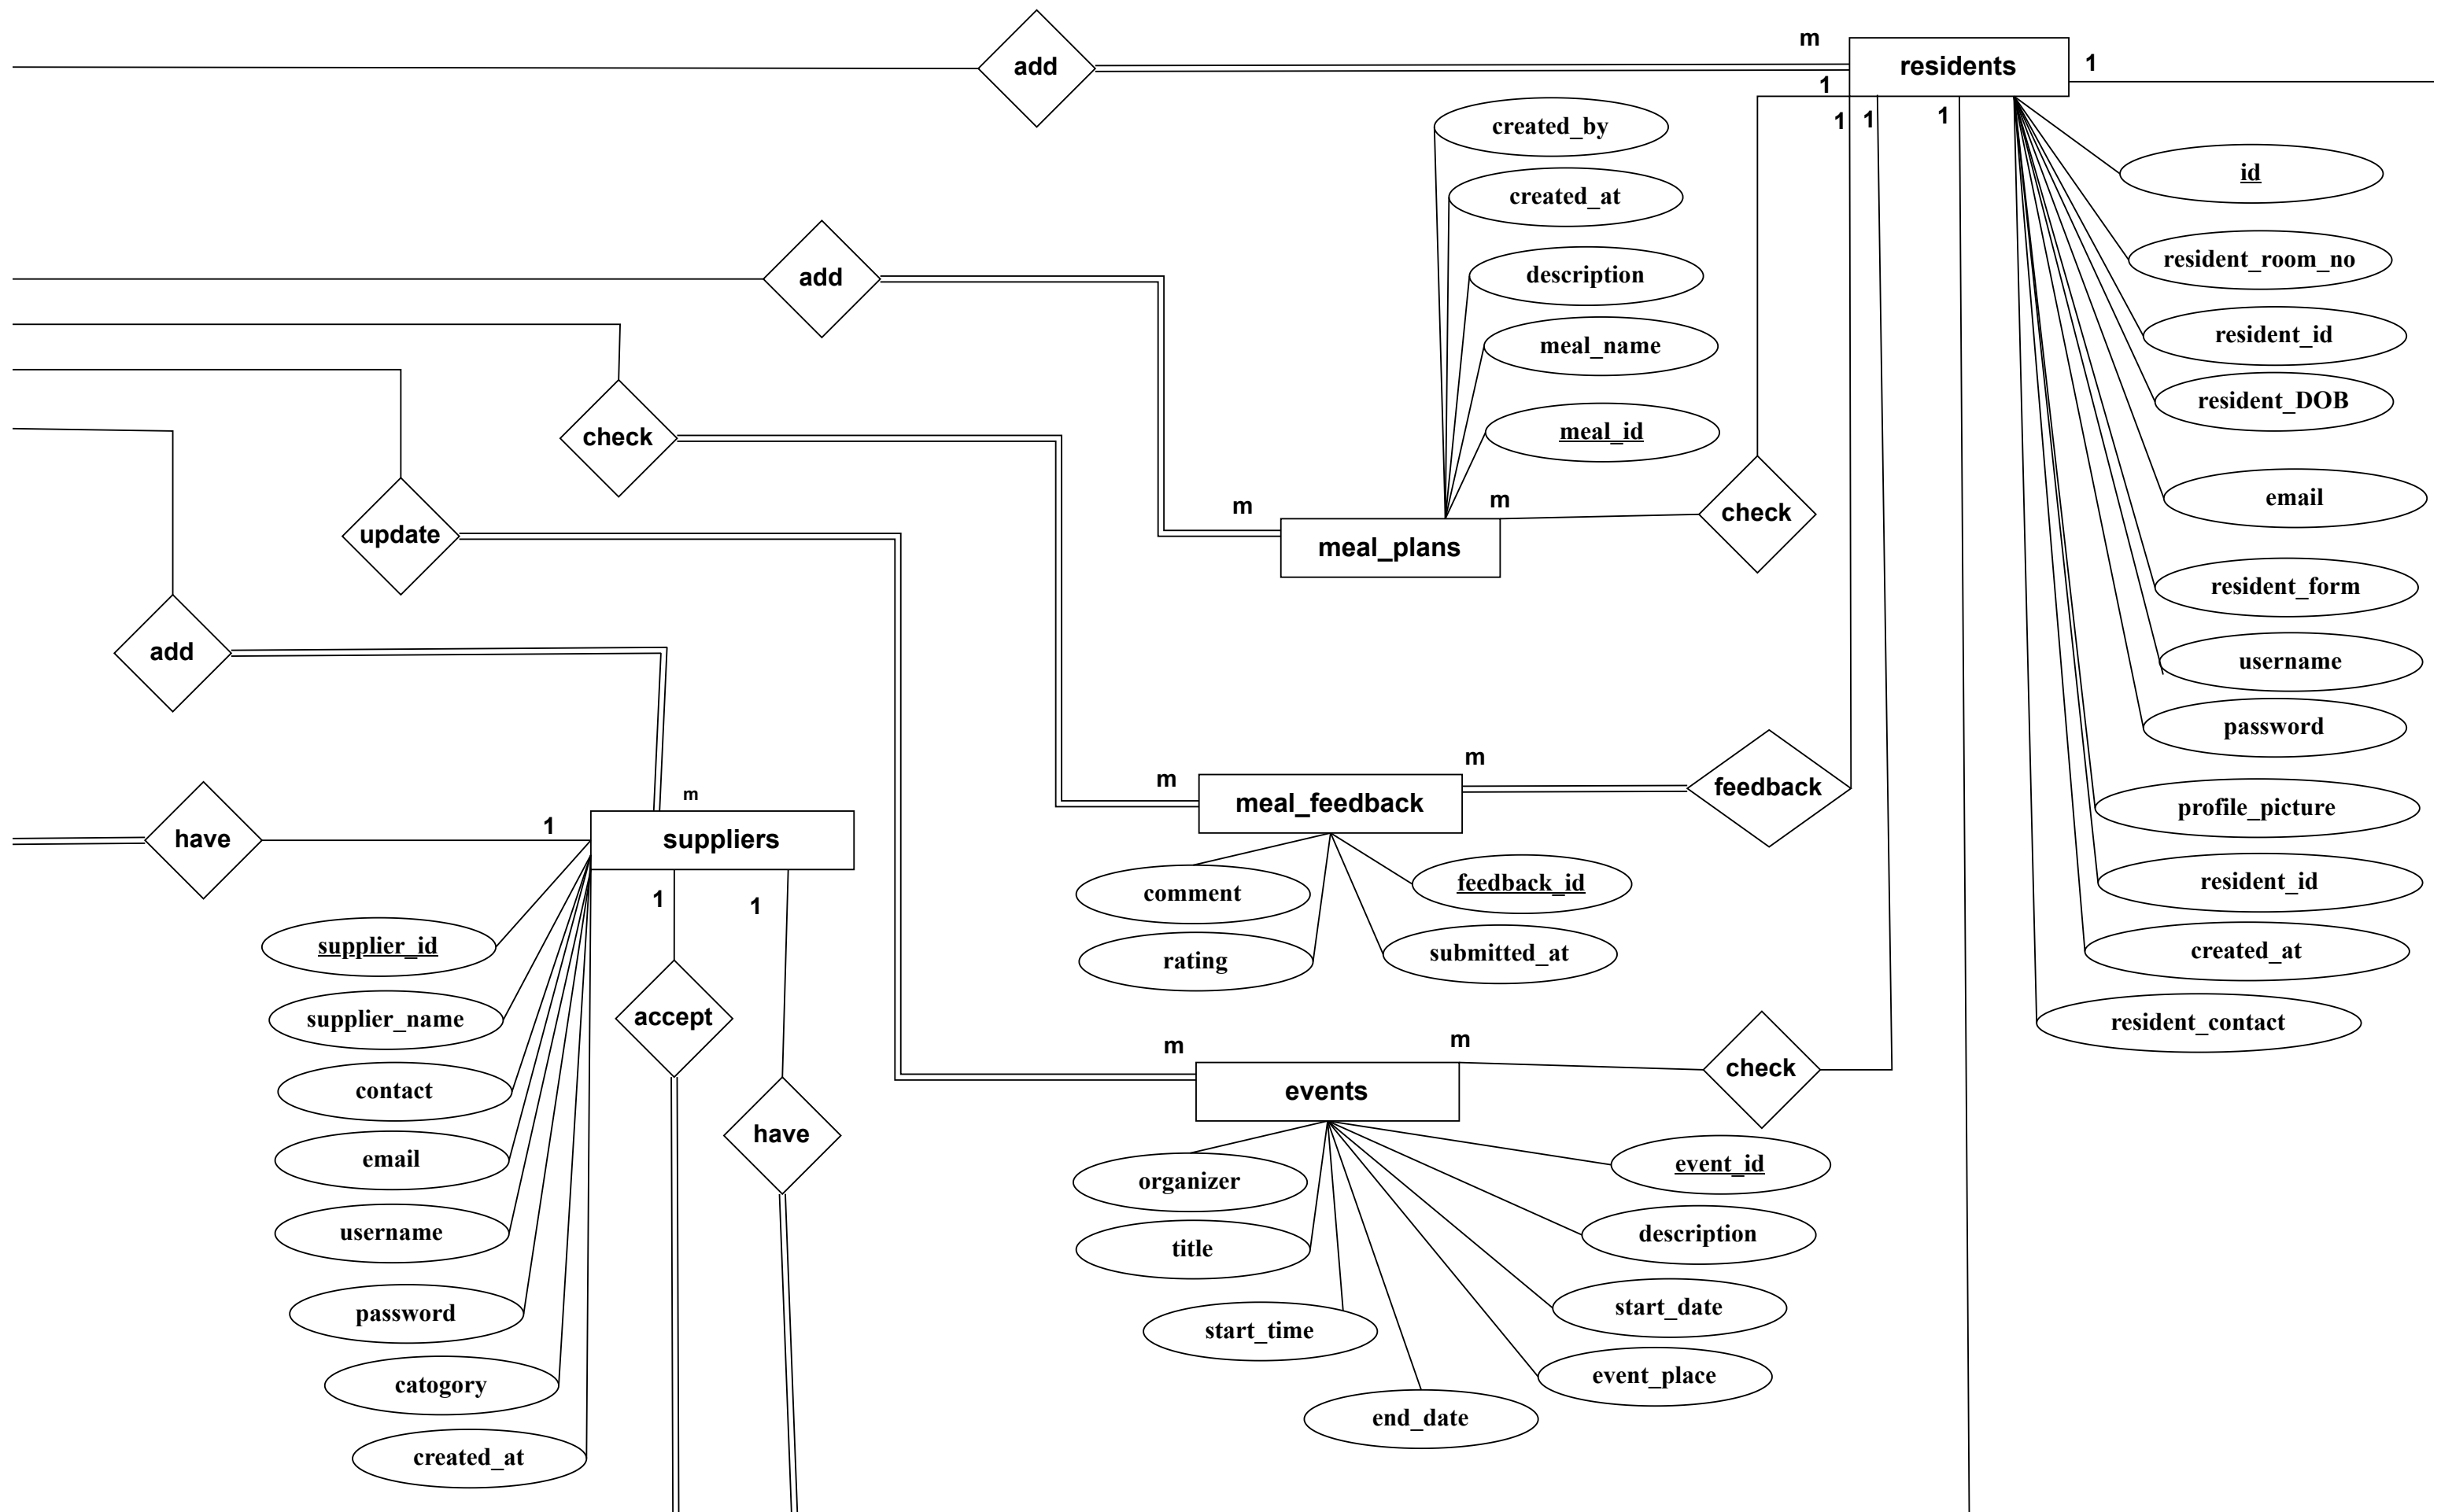 add
m
residents
1
1
1
1
1
created_by
created_at
description
meal_name
meal_id
id
resident_room_no
resident_id
resident_DOB
email
resident_form
username
password
profile_picture
resident_id
created_at
resident_contact
add
check
update
add
m
m
meal_plans
check
have
1
m
suppliers
1
1
m
m
meal_feedback
feedback
comment
feedback_id
rating
submitted_at
supplier_id
supplier_name
contact
email
username
password
catogory
created_at
accept
have
m
m
events
check
organizer
event_id
title
description
start_time
start_date
event_place
end_date